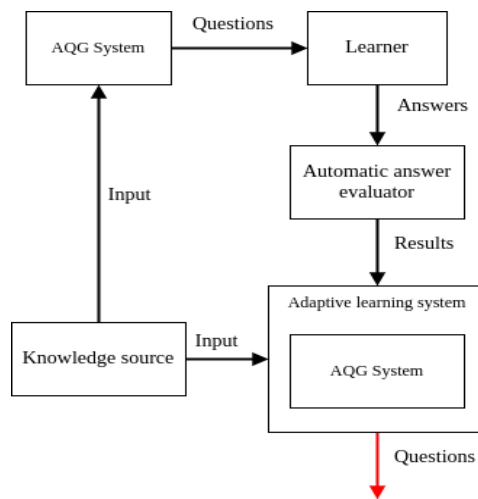 Questions
AQG System
Learner
Answers
Automatic answer
evaluator
Input
Results
Adaptive learning system
Input
Knowledge source
AQG System
Questions